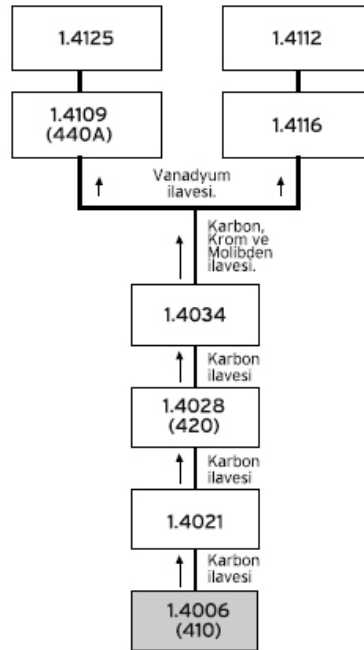 1.4125
1.4112
1.4109
(440A)
1.4116
Vanadyum
ilavesi.
Karbon,
Krom ve
Molibden
ilavesi.
1.4034
Karbon
ilavesi
1.4028
(420)
Karbon
ilavesi
1.4021
Karbon
ilavesi
1.4006
(410)